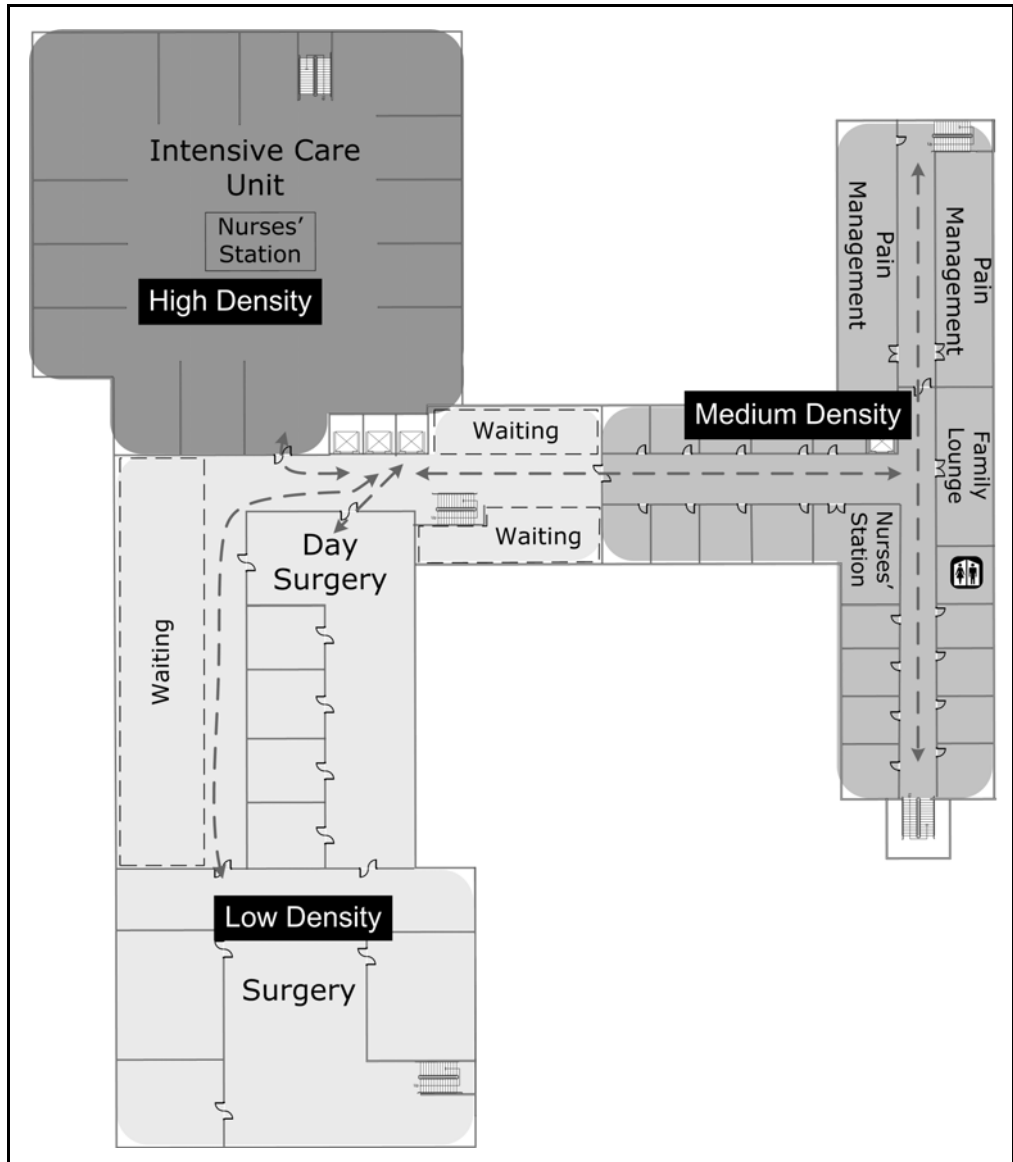 Intensive Care
Unit
Nurses'
Station
High Density
Pain
Management
Pain
Management
Medium Density
Waiting
Family
Lounge
Waiting
Nurses'
Station
Day
Surgery
Waiting
Low Density
Surgery